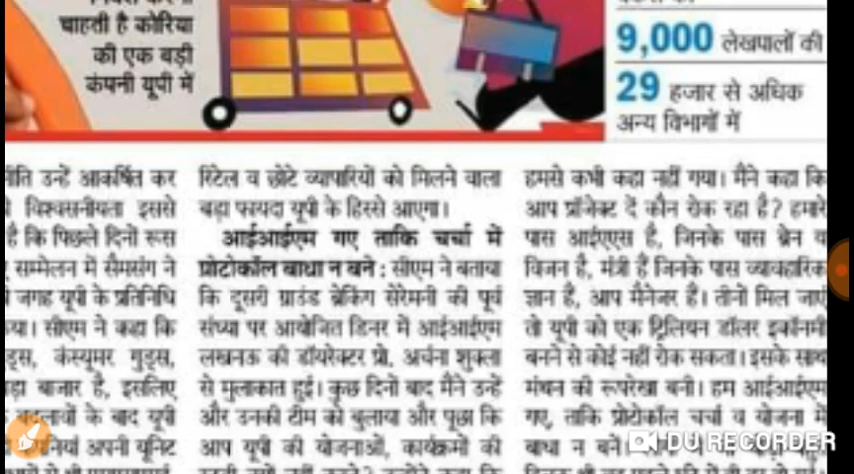 चाहती है कोरिया
की एक बड़ी
कंपनी यूपी में
9,000 लेखपालों की
29 हजार से अधिक
अन्य विभागों में
उन्हें आकर्षित कर
विश्वसनीयता इससे
है कि पिछले दिनों रूस
सम्मेलन में सैमसंग ने
जगह यूपी के प्रतिनिधि
कया। सीएम ने कहा कि
कंस्यूमर गुड्स,
बड़ा बाजार है, इसलिए
के बाद यूपी
अपनी यूनिट
रिटेल व छोटे व्यापारियों को मिलने वाला
बड़ा फायदा यूपी के हिस्से आएगा।
आईआईएम गए ताकि चर्चा में
प्रोटोकॉल बाधा न बने : सीएम ने बताया
कि दूसरी ग्राउंड ब्रेकिंग सेरेमनी की पूर्व
संध्या पर आयोजित डिनर में आईआईएम
लखनऊ की डॉयरेक्टर प्रो. अर्चना शुक्ला
से मुलाकात हुई। कुछ दिनों बाद मैंने उन्हें
और उनकी टीम को बुलाया और पूछा कि
आप यूपी की योजनाओं, कार्यक्रमों की
हमसे कभी कहा नहीं गया। मैंने कहा कि
आप प्रॉजेक्ट दें कौन रोक रहा है? हमारे
पास आईएएस है, जिनके पास ब्रेन व
विजन है, मंत्री हैं जिनके पास व्यावहारिक
ज्ञान है, आप मैनेजर हैं। तीनों मिल जाएं
तो यूपी को एक ट्रिलियन डॉलर इकॉनमी
बनने से कोई नहीं रोक सकता। इसके साथ
मंथन की रूपरेखा बनी। हम आईआईएम
गए, ताकि प्रोटोकॉल चर्चा व योजना में
बाधा न बनें।
DU RECORDER